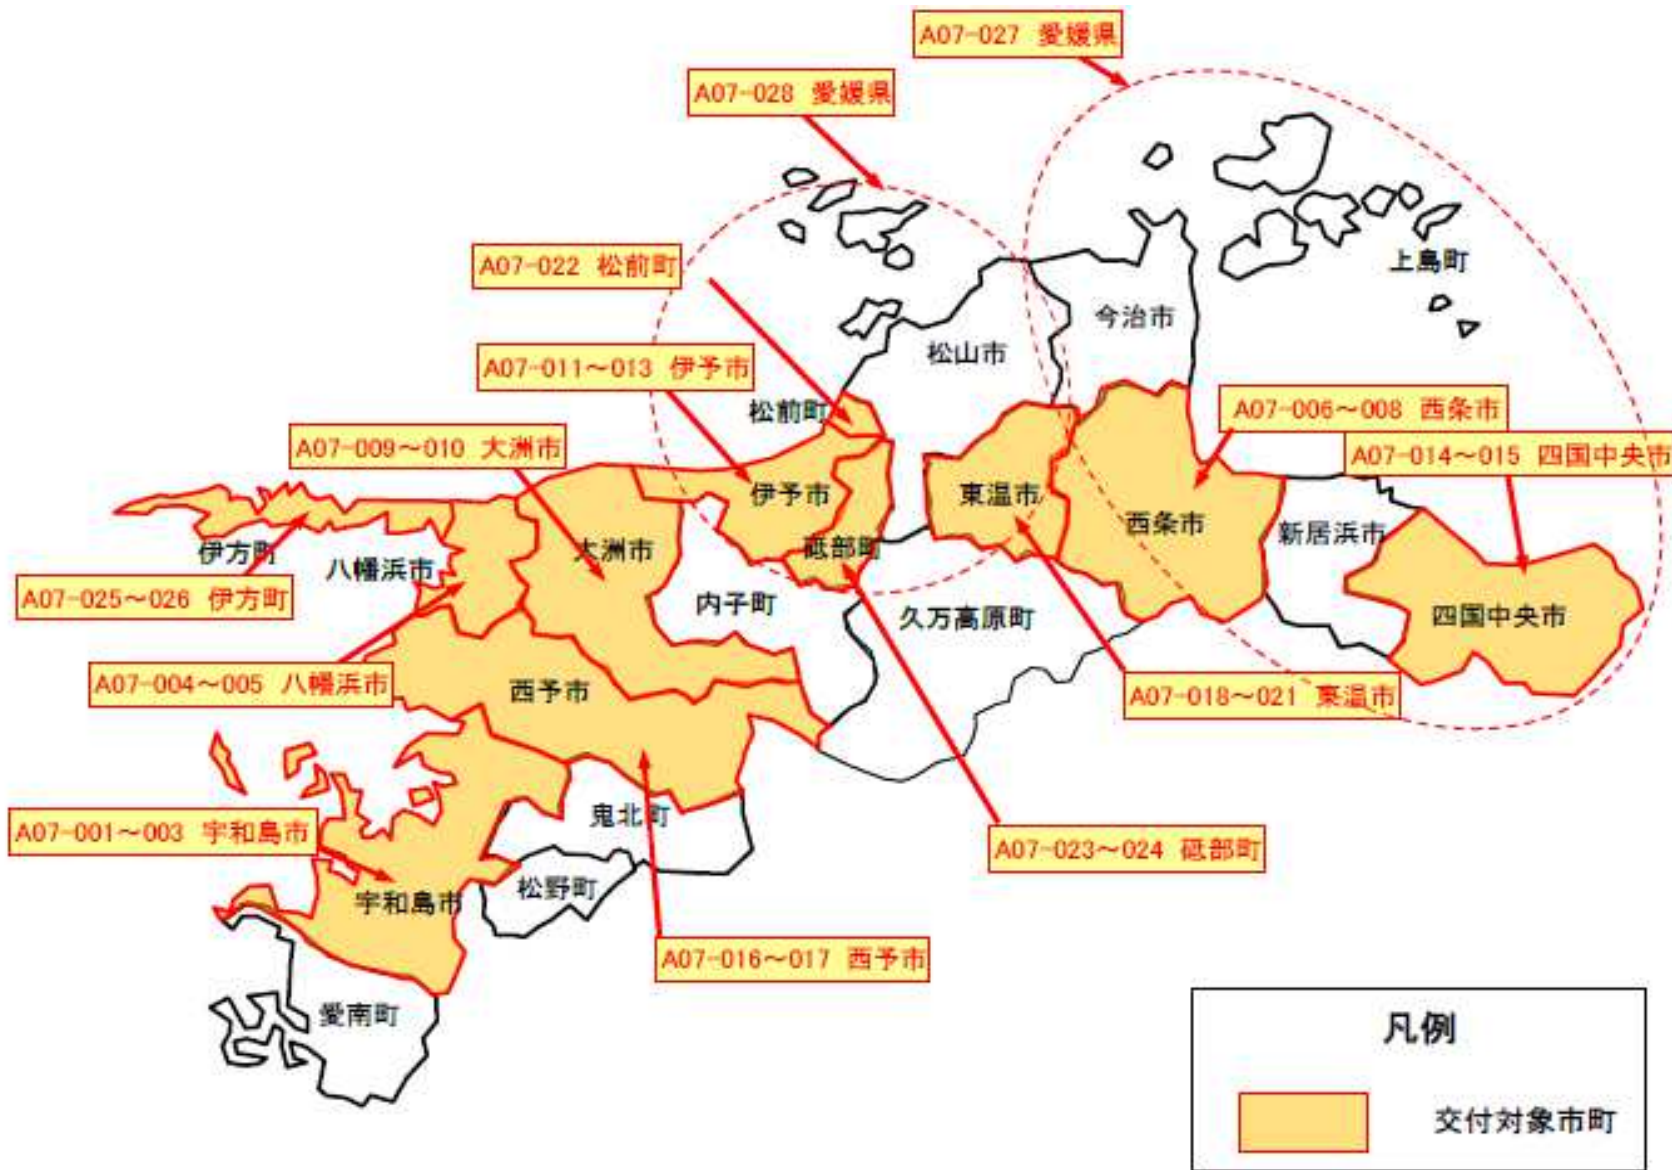 A07-027 愛媛県
A07-028 愛媛県
A07-022 松前町
上島町
今治市
松山市
A07-011～013 伊予市
松前町
A07-006～008 西条市
A07-009～010 大洲市
A07-014～015 四国中央市
伊予市
東温市
西条市
新居浜市
伊方町
八幡浜市
大洲市
砥部町
A07-025～026 伊方町
内子町
久万高原町
四国中央市
A07-004～005 八幡浜市
西予市
A07-018～021 東温市
鬼北町
A07-001～003 宇和島市
A07-023～024 砥部町
松野町
宇和島市
A07-016～017 西予市
愛南町
凡例
交付対象市町